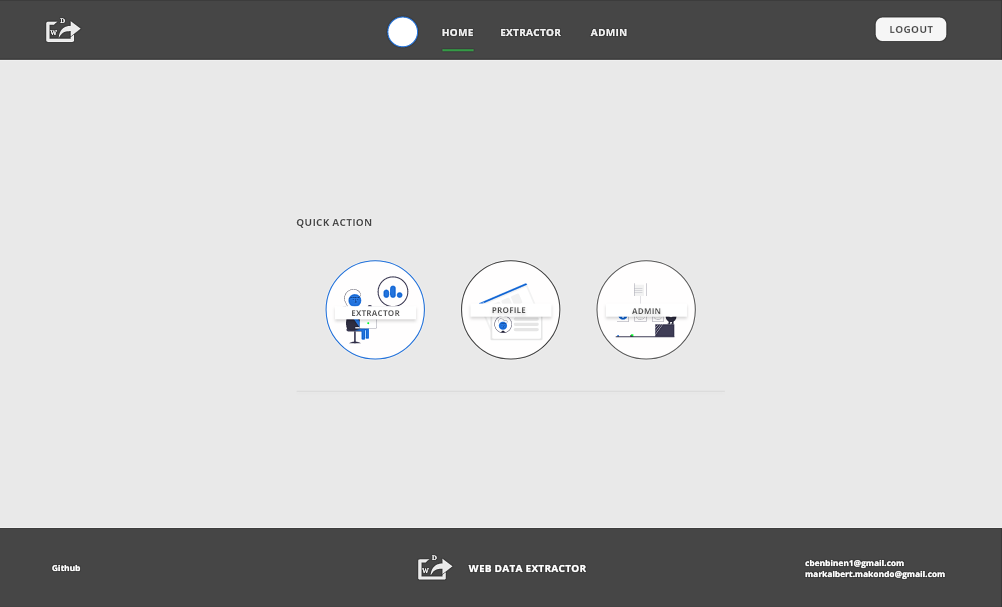 W D
HOME EXTRACTOR ADMIN
LOGOUT
QUICK ACTION
EXTRACTOR
PROFILE
ADMIN
Github
W D
WEB DATA EXTRACTOR
cbenbinen1@gmail.com
markalbert.makondo@gmail.com